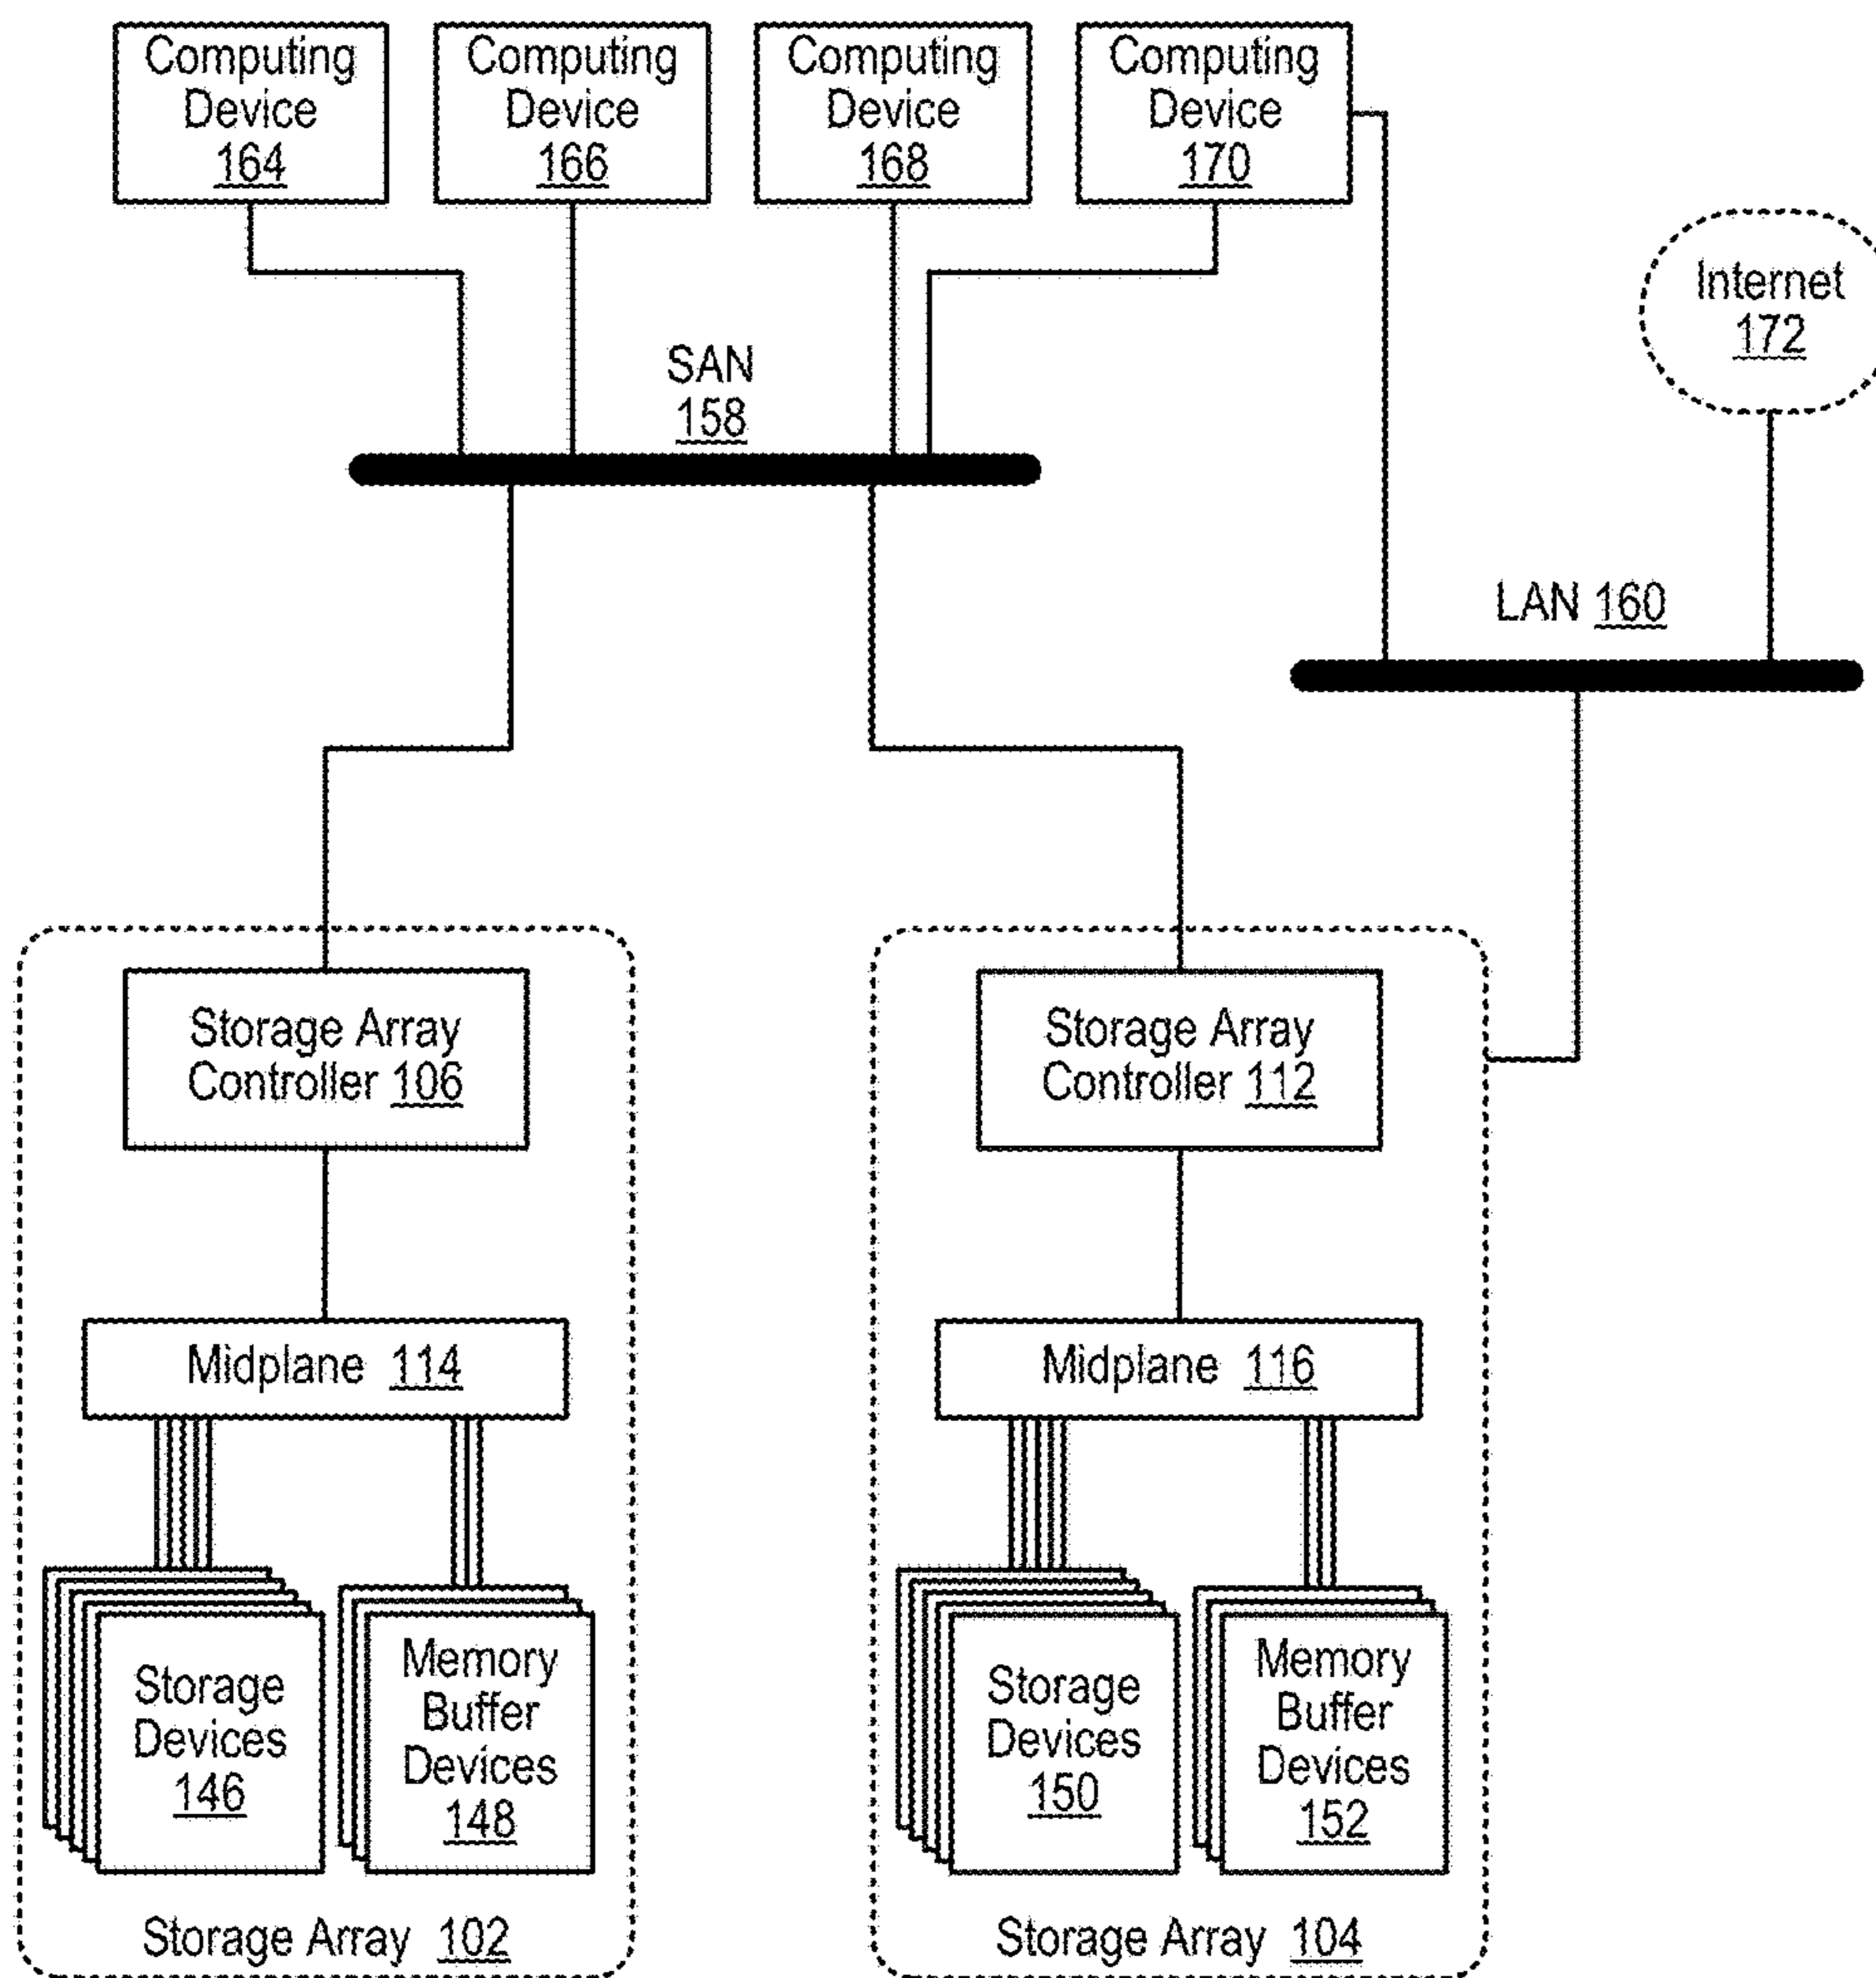 Computing
Device
164
Computing
Device
166
Computing
Device
168
Computing
Device
170
Internet
172
SAN
158
LAN 160
Storage Array
Controller 106
Storage Array
Controller 112
Midplane 114
Midplane 116
Storage
Devices
146
Memory
Buffer
Devices
148
Storage
Devices
150
Memory
Buffer
Devices
152
Storage Array 102
Storage Array 104